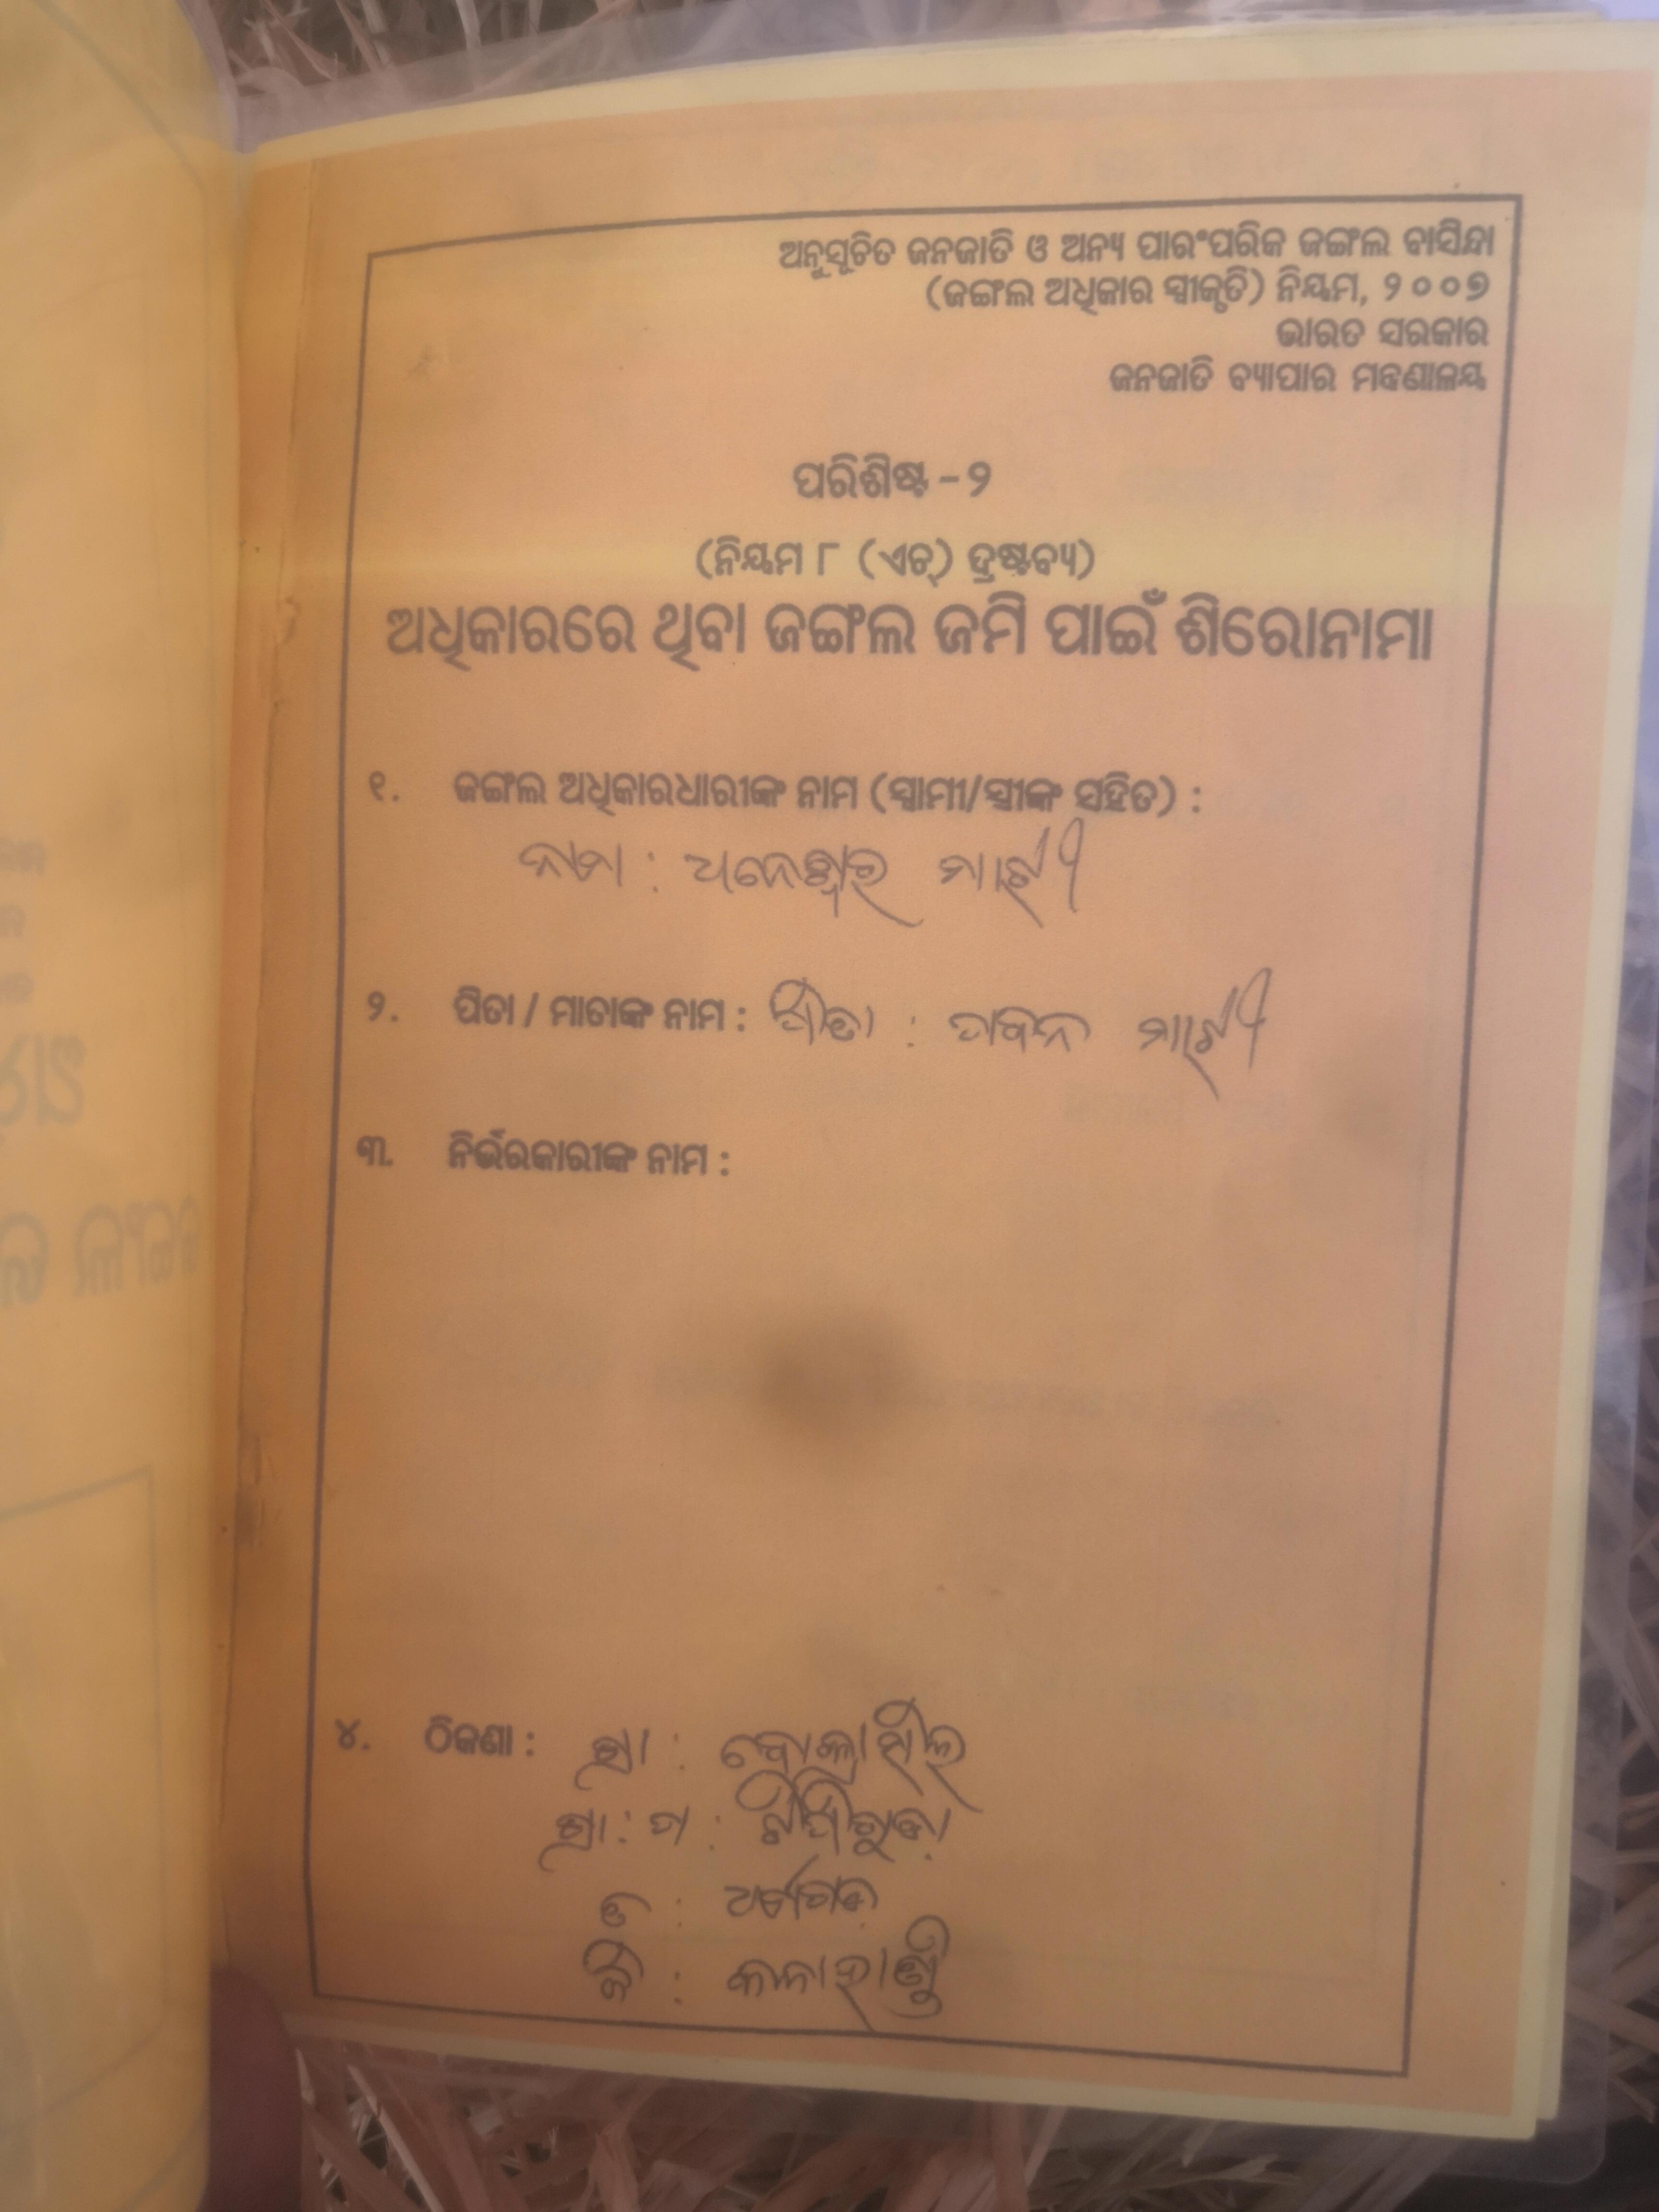 ଅନୁସୂଚିତ ଜନଜାତି ଓ ଅନ୍ୟ ପାରଂପରିକ ଜଙ୍ଗଲ ବାସିନ୍ଦା
(ଜଙ୍ଗଲ ଅଧିକାର ସ୍ବୀକୃତି) ନିୟମ, ୨୦୦୭
ଭାରତ ସରକାର
ଜନଜାତି ବ୍ୟାପାର ମନ୍ତ୍ରଣାଳୟ
ପରିଶିଷ୍ଟ - ୨
(ନିୟମ ୮ (ଏଚ୍) ଦ୍ରଷ୍ଟବ୍ୟ)
ଅଧିକାରରେ ଥିବା ଜଙ୍ଗଲ ଜମି ପାଇଁ ଶିରୋନାମା
୧. ଜଙ୍ଗଲ ଅଧିକାରଧାରୀଙ୍କ ନାମ (ସ୍ବାମୀ/ସ୍ତ୍ରୀଙ୍କ ସହିତ) :
ନାମ :
୨. ପିତା / ମାତାଙ୍କ ନାମ : ପିତା :
୩. ନିର୍ଭରକାରୀଙ୍କ ନାମ :
୪. ଠିକଣା : ଗ୍ରା :
ଗ୍ରା : ପ :
ବ୍ଲ :
ଜି : କଳାହାଣ୍ଡି